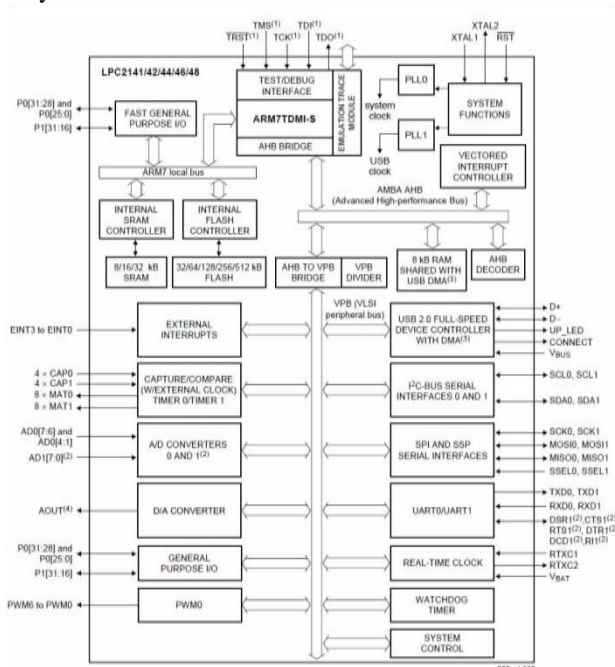 TMS(1) TDI(1)
TRST(1) TCK(1) TDO(1)
XTAL2
XTAL1 RST
LPC2141/42/44/46/48
TEST/DEBUG
INTERFACE
ARM7TDMI-S
AHB BRIDGE
EMULATION TRACE
MODULE
PLL0
system
clock
PLL1
USB
clock
SYSTEM
FUNCTIONS
VECTORED
INTERRUPT
CONTROLLER
P0[31:28] and
P0[25:0]
P1[31:16]
FAST GENERAL
PURPOSE I/O
ARM7 local bus
AMBA AHB
(Advanced High-performance Bus)
INTERNAL
SRAM
CONTROLLER
INTERNAL
FLASH
CONTROLLER
8/16/32 kB
SRAM
32/64/128/256/512 kB
FLASH
AHB TO VPB
BRIDGE
VPB
DIVIDER
8 kB RAM
SHARED WITH
USB DMA(3)
AHB
DECODER
VPB (VLSI
peripheral bus)
EINT3 to EINT0
EXTERNAL
INTERRUPTS
USB 2.0 FULL-SPEED
DEVICE CONTROLLER
WITH DMA(3)
D+
D−
UP_LED
CONNECT
VBUS
4 × CAP0
4 × CAP1
8 × MAT0
8 × MAT1
CAPTURE/COMPARE
(W/EXTERNAL CLOCK)
TIMER 0/TIMER 1
I2C-BUS SERIAL
INTERFACES 0 AND 1
SCL0, SCL1
SDA0, SDA1
AD0[7:6] and
AD0[4:1]
AD1[7:0](2)
A/D CONVERTERS
0 AND 1(2)
SPI AND SSP
SERIAL INTERFACES
SCK0, SCK1
MOSI0, MOSI1
MISO0, MISO1
SSEL0, SSEL1
AOUT(4)
D/A CONVERTER
UART0/UART1
TXD0, TXD1
RXD0, RXD1
DSR1(2),CTS1(2)
RTS1(2), DTR1(2)
DCD1(2),RI1(2)
P0[31:28] and
P0[25:0]
P1[31:16]
GENERAL
PURPOSE I/O
REAL-TIME CLOCK
RTXC1
RTXC2
VBAT
PWM6 to PWM0
PWM0
WATCHDOG
TIMER
SYSTEM
CONTROL